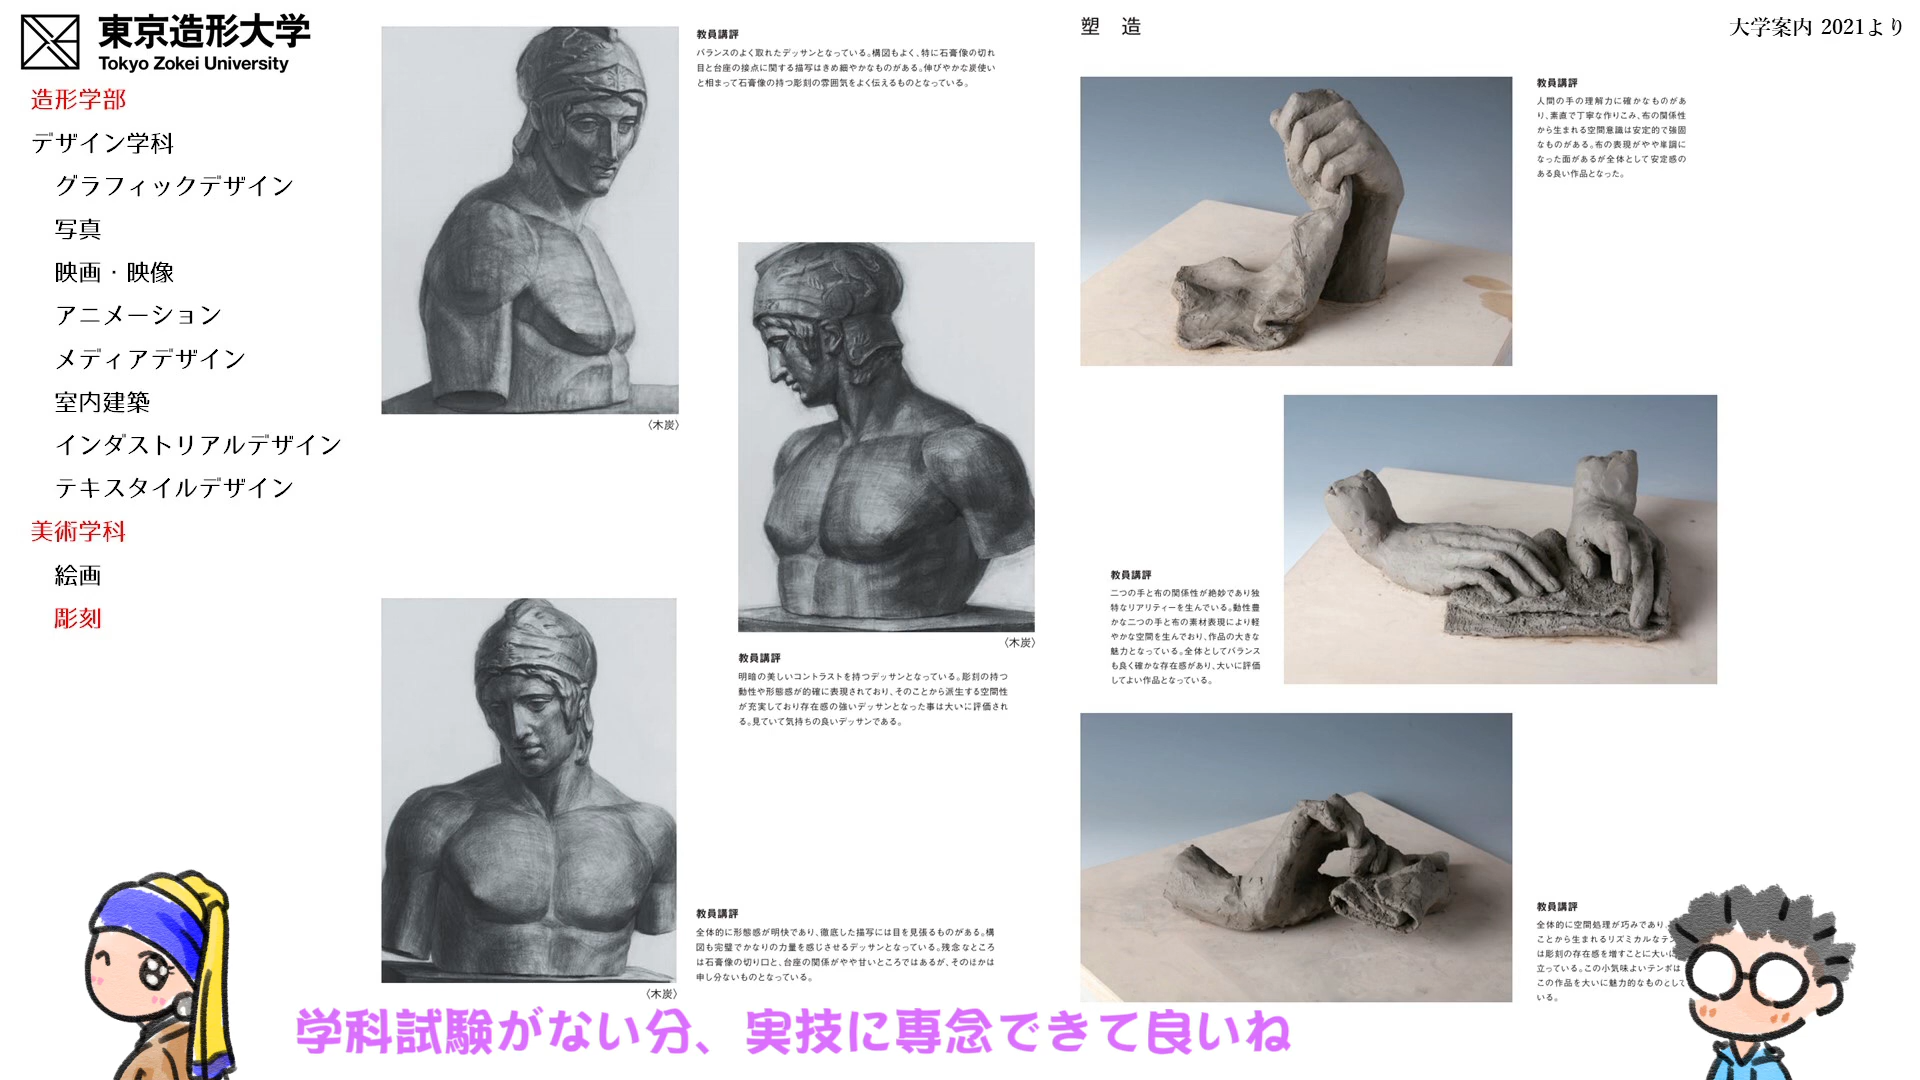 東京造形大学
Tokyo Zokei University
造形学部
デザイン学科
グラフィックデザイン
写真
映画・映像
アニメーション
メディアデザイン
室内建築
インダストリアルデザイン
テキスタイルデザイン
美術学科
絵画
彫刻
教員講評
バランスのよく取れたデッサンとなっている。構図もよく、特に石膏像の切れ
目と台座の接点に関する描写はきめ細やかなものがある。伸びやかな炭使い
と相まって石膏像の持つ彫刻の雰囲気をよく伝えるものとなっている。
〈木炭〉
〈木炭〉
教員講評
明暗の美しいコントラストを持つデッサンとなっている。彫刻の持つ
動性や形態感が的確に表現されており、そのことから派生する空間性
が充実しており存在感の強いデッサンとなった事は大いに評価され
る。見ていて気持ちの良いデッサンである。
教員講評
全体的に形態感が明快であり、徹底した描写には目を見張るものがある。構
図も完璧でかなりの力量を感じさせるデッサンとなっている。残念なところ
は石膏像の切り口と、台座の関係がやや甘いところではあるが、そのほかは
申し分ないものとなっている。
〈木炭〉
塑 造
大学案内 2021より
教員講評
人間の手の理解力に確かなものがあ
り、素直で丁寧な作りこみ、布の関係性
から生まれる空間意識は安定的で強固
なものがある。布の表現がやや単調に
なった面があるが全体として安定感の
ある良い作品となった。
教員講評
二つの手と布の関係性が絶妙であり独
特なリアリティーを生んでいる。動性豊
かな二つの手と布の素材表現により軽
やかな空間を生んでおり、作品の大きな
魅力となっている。全体としてバランス
も良く確かな存在感があり、大いに評価
してよい作品となっている。
教員講評
全体的に空間処理が巧みであり、
ことから生まれるリズミカルなテン
は彫刻の存在感を増すことに大いに
立っている。この小気味よいテンポは
この作品を大いに魅力的なものとして
いる。
学科試験がない分、実技に専念できて良いね